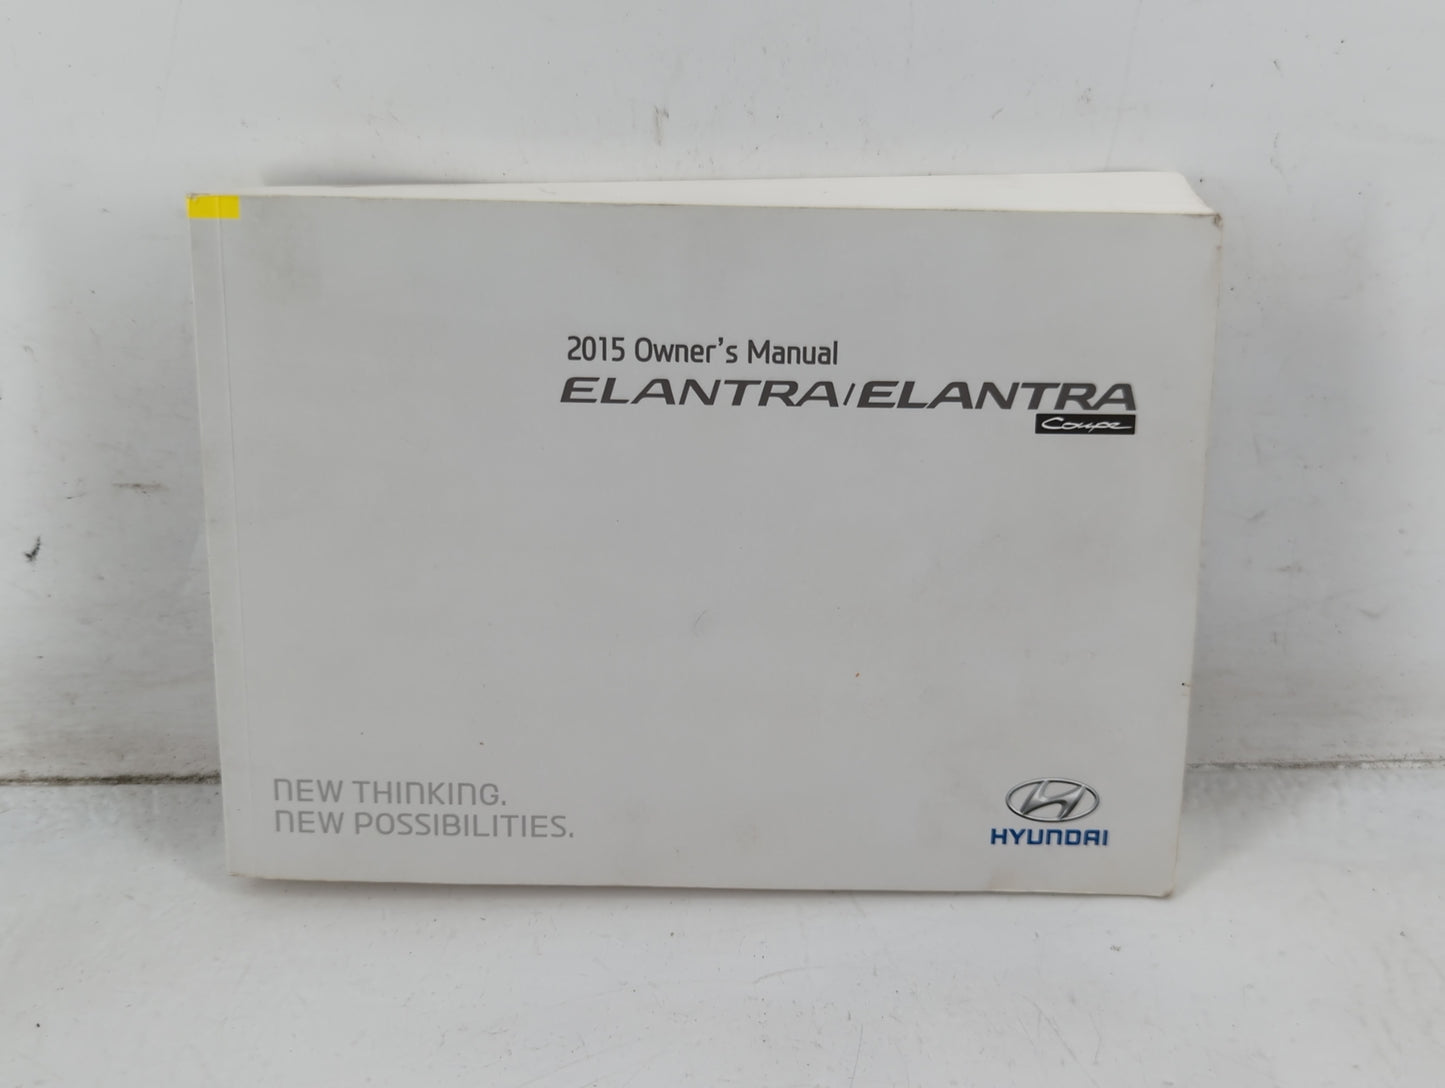 2015 Owner's Manual
ELANTRA/ELANTRA
Coupe
NEW THINKING.
NEW POSSIBILITIES.
HYUNDAI